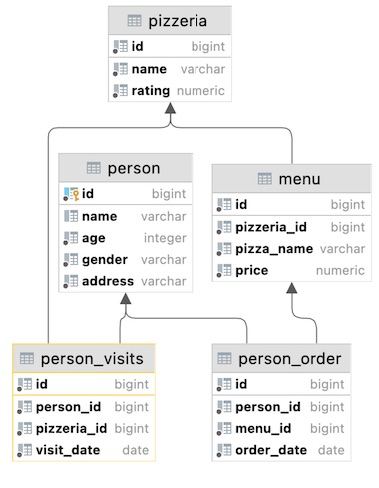 pizzeria
id bigint
name varchar
rating numeric
person
id bigint
name varchar
age integer
gender varchar
address varchar
menu
id bigint
pizzeria_id bigint
pizza_name varchar
price numeric
person_visits
id bigint
person_id bigint
pizzeria_id bigint
visit_date date
person_order
id bigint
person_id bigint
menu_id bigint
order_date date